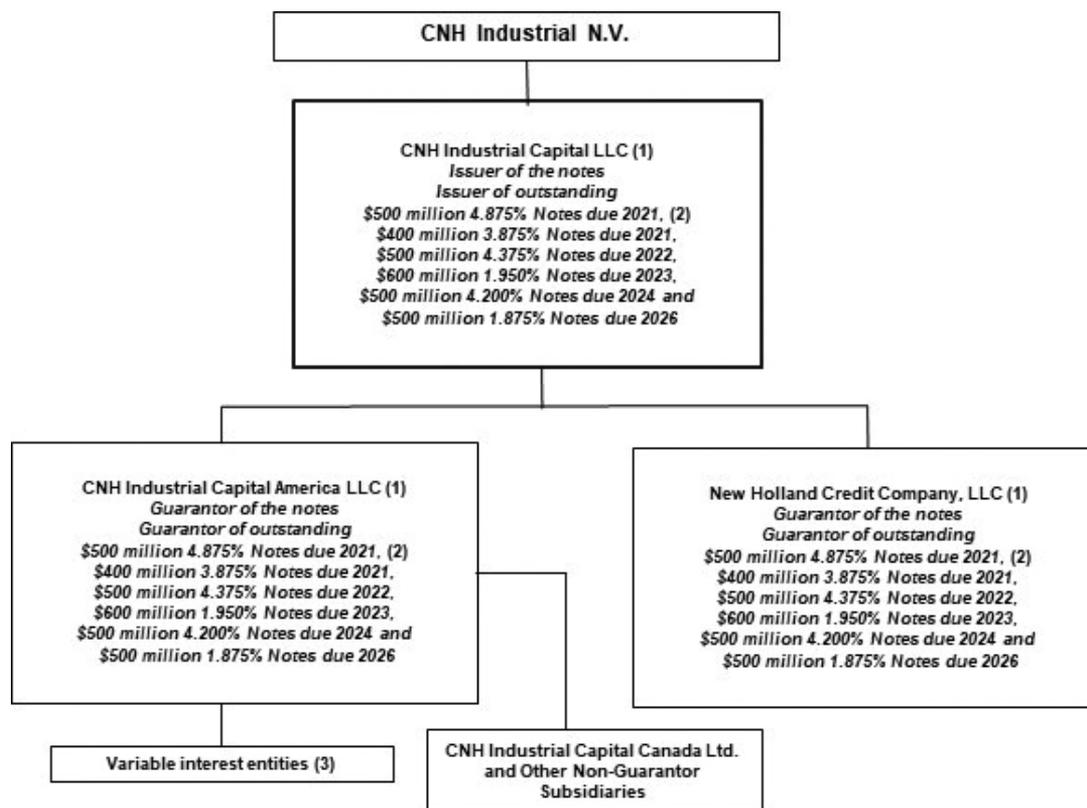 CNH Industrial N.V.
CNH Industrial Capital LLC (1)
Issuer of the notes
Issuer of outstanding
$500 million 4.875% Notes due 2021, (2)
$400 million 3.875% Notes due 2021,
$500 million 4.375% Notes due 2022,
$600 million 1.950% Notes due 2023,
$500 million 4.200% Notes due 2024 and
$500 million 1.875% Notes due 2026
CNH Industrial Capital America LLC (1)
Guarantor of the notes
Guarantor of outstanding
$500 million 4.875% Notes due 2021, (2)
$400 million 3.875% Notes due 2021,
$500 million 4.375% Notes due 2022,
$600 million 1.950% Notes due 2023,
$500 million 4.200% Notes due 2024 and
$500 million 1.875% Notes due 2026
New Holland Credit Company, LLC (1)
Guarantor of the notes
Guarantor of outstanding
$500 million 4.875% Notes due 2021, (2)
$400 million 3.875% Notes due 2021,
$500 million 4.375% Notes due 2022,
$600 million 1.950% Notes due 2023,
$500 million 4.200% Notes due 2024 and
$500 million 1.875% Notes due 2026
Variable interest entities (3)
CNH Industrial Capital Canada Ltd.
and Other Non-Guarantor
Subsidiaries